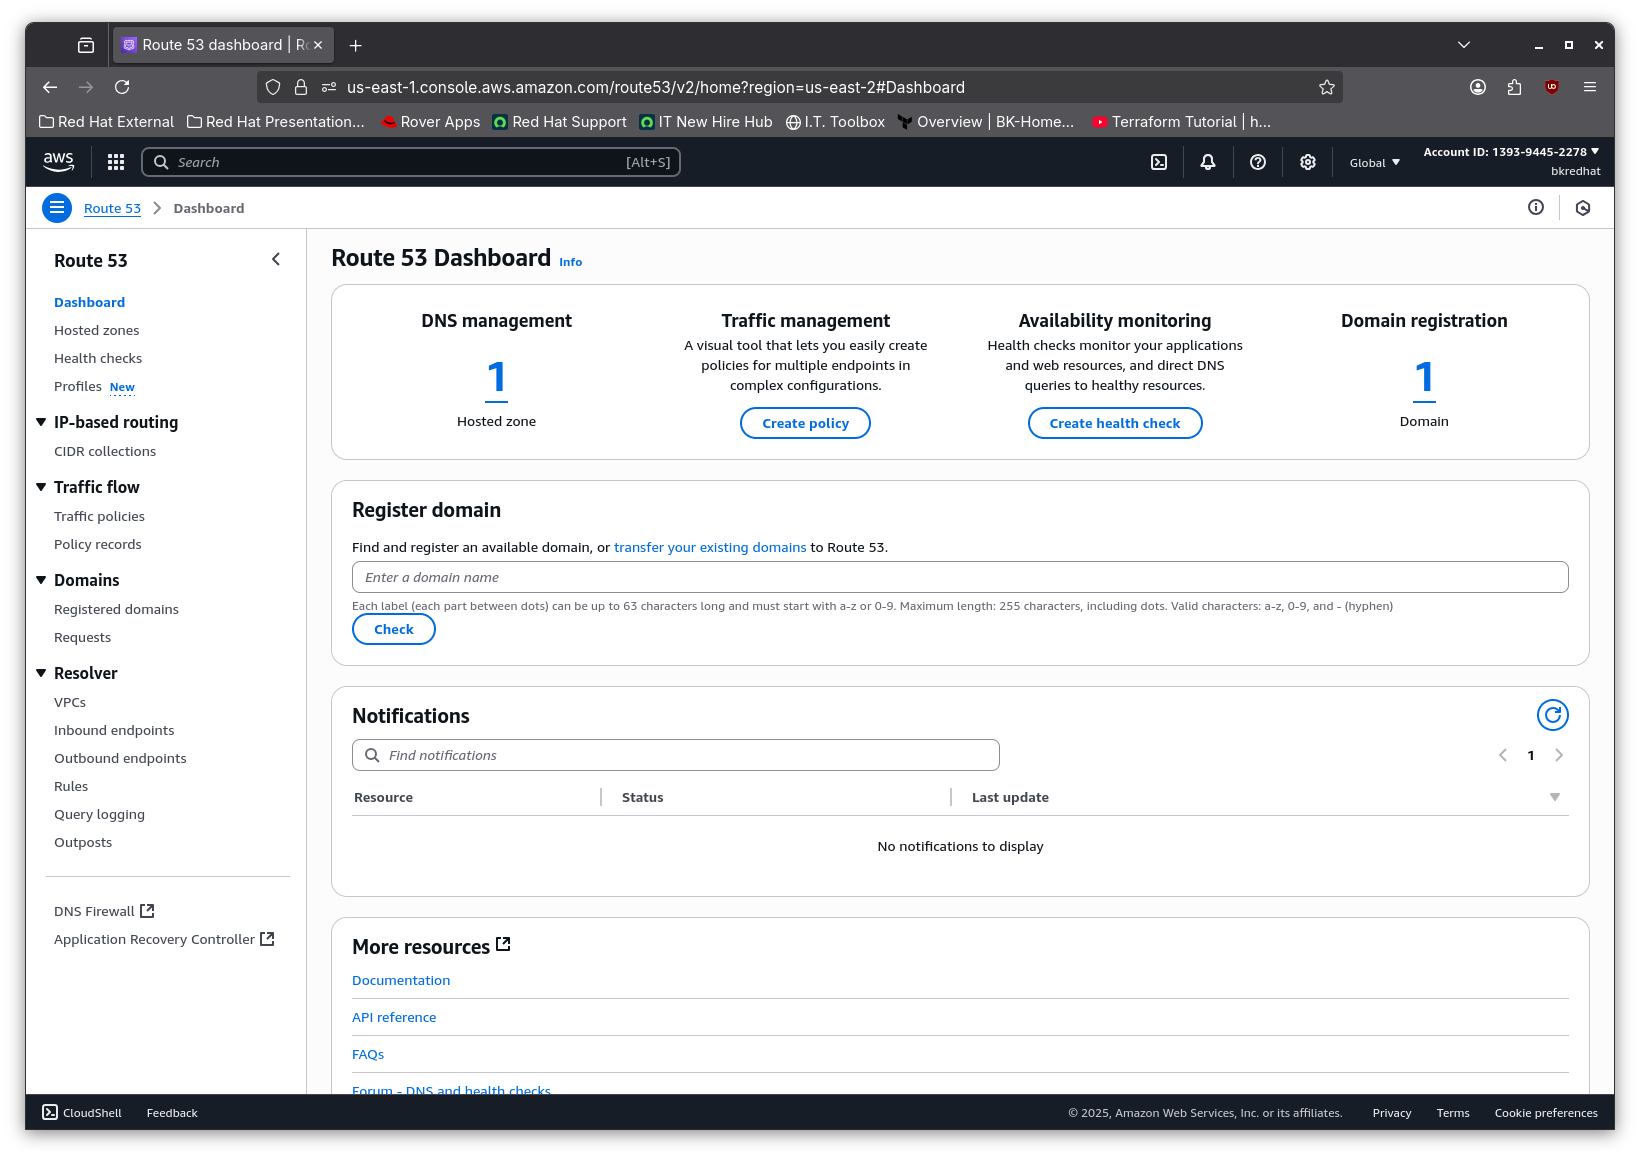 Route 53 dashboard | Ro
us-east-1.console.aws.amazon.com/route53/v2/home?region=us-east-2#Dashboard
Red Hat External Red Hat Presentation... Rover Apps Red Hat Support IT New Hire Hub I.T. Toolbox Overview | BK-Home... Terraform Tutorial | h...
aws Search [Alt+S] Global Account ID: 1393-9445-2278
bkredhat
Route 53 Dashboard
Route 53
Dashboard
Hosted zones
Health checks
Profiles New
IP-based routing
CIDR collections
Traffic flow
Traffic policies
Policy records
Domains
Registered domains
Requests
Resolver
VPCs
Inbound endpoints
Outbound endpoints
Rules
Query logging
Outposts
DNS Firewall
Application Recovery Controller
Route 53 Dashboard Info
DNS management
1
Hosted zone
Traffic management
A visual tool that lets you easily create
policies for multiple endpoints in
complex configurations.
Create policy
Availability monitoring
Health checks monitor your applications
and web resources, and direct DNS
queries to healthy resources.
Create health check
Domain registration
1
Domain
Register domain
Find and register an available domain, or transfer your existing domains to Route 53.
Enter a domain name
Each label (each part between dots) can be up to 63 characters long and must start with a-z or 0-9. Maximum length: 255 characters, including dots. Valid characters: a-z, 0-9, and - (hyphen)
Check
Notifications
Find notifications
1
Resource Status Last update
No notifications to display
More resources
Documentation
API reference
FAQs
Forum - DNS and health checks
CloudShell Feedback © 2025, Amazon Web Services, Inc. or its affiliates. Privacy Terms Cookie preferences